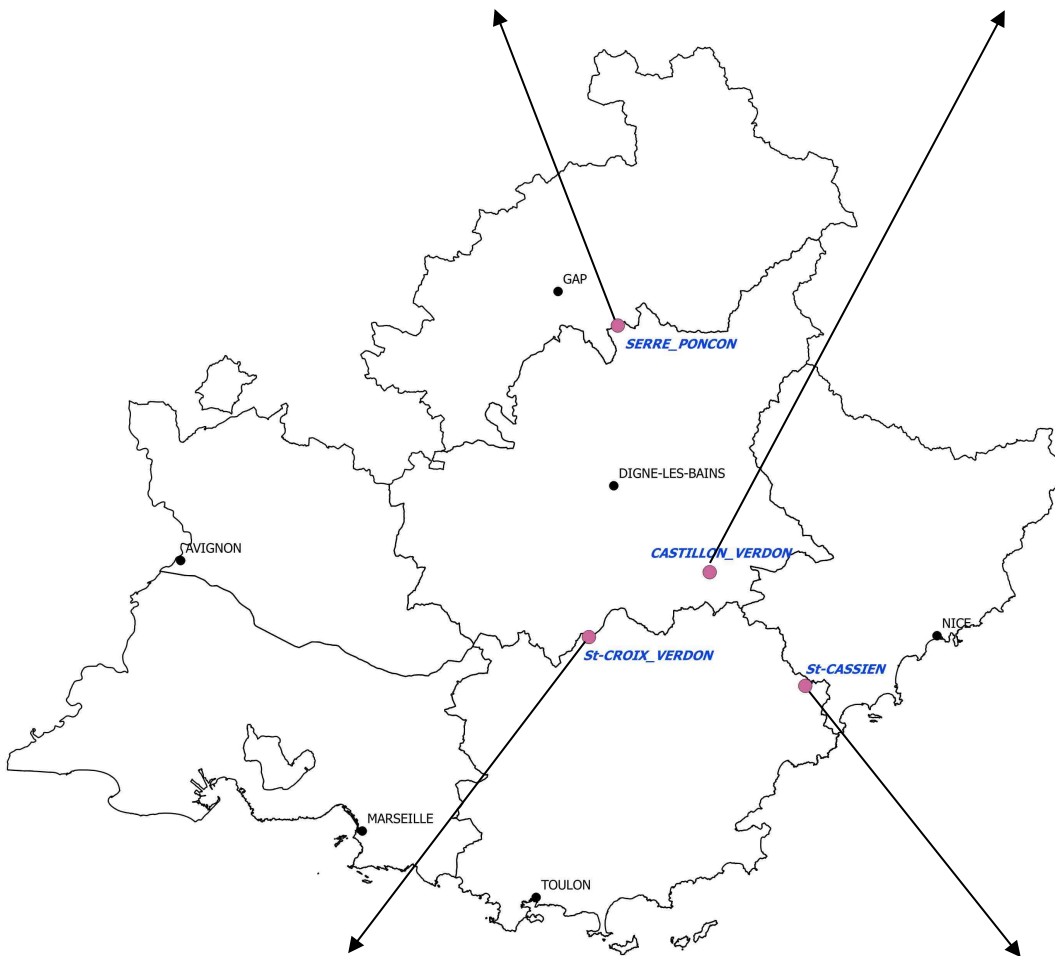 GAP
SERRE_PONCON
DIGNE-LES-BAINS
AVIGNON
CASTILLON_VERDON
NICE
St-CROIX_VERDON
St-CASSIEN
MARSEILLE
TOULON